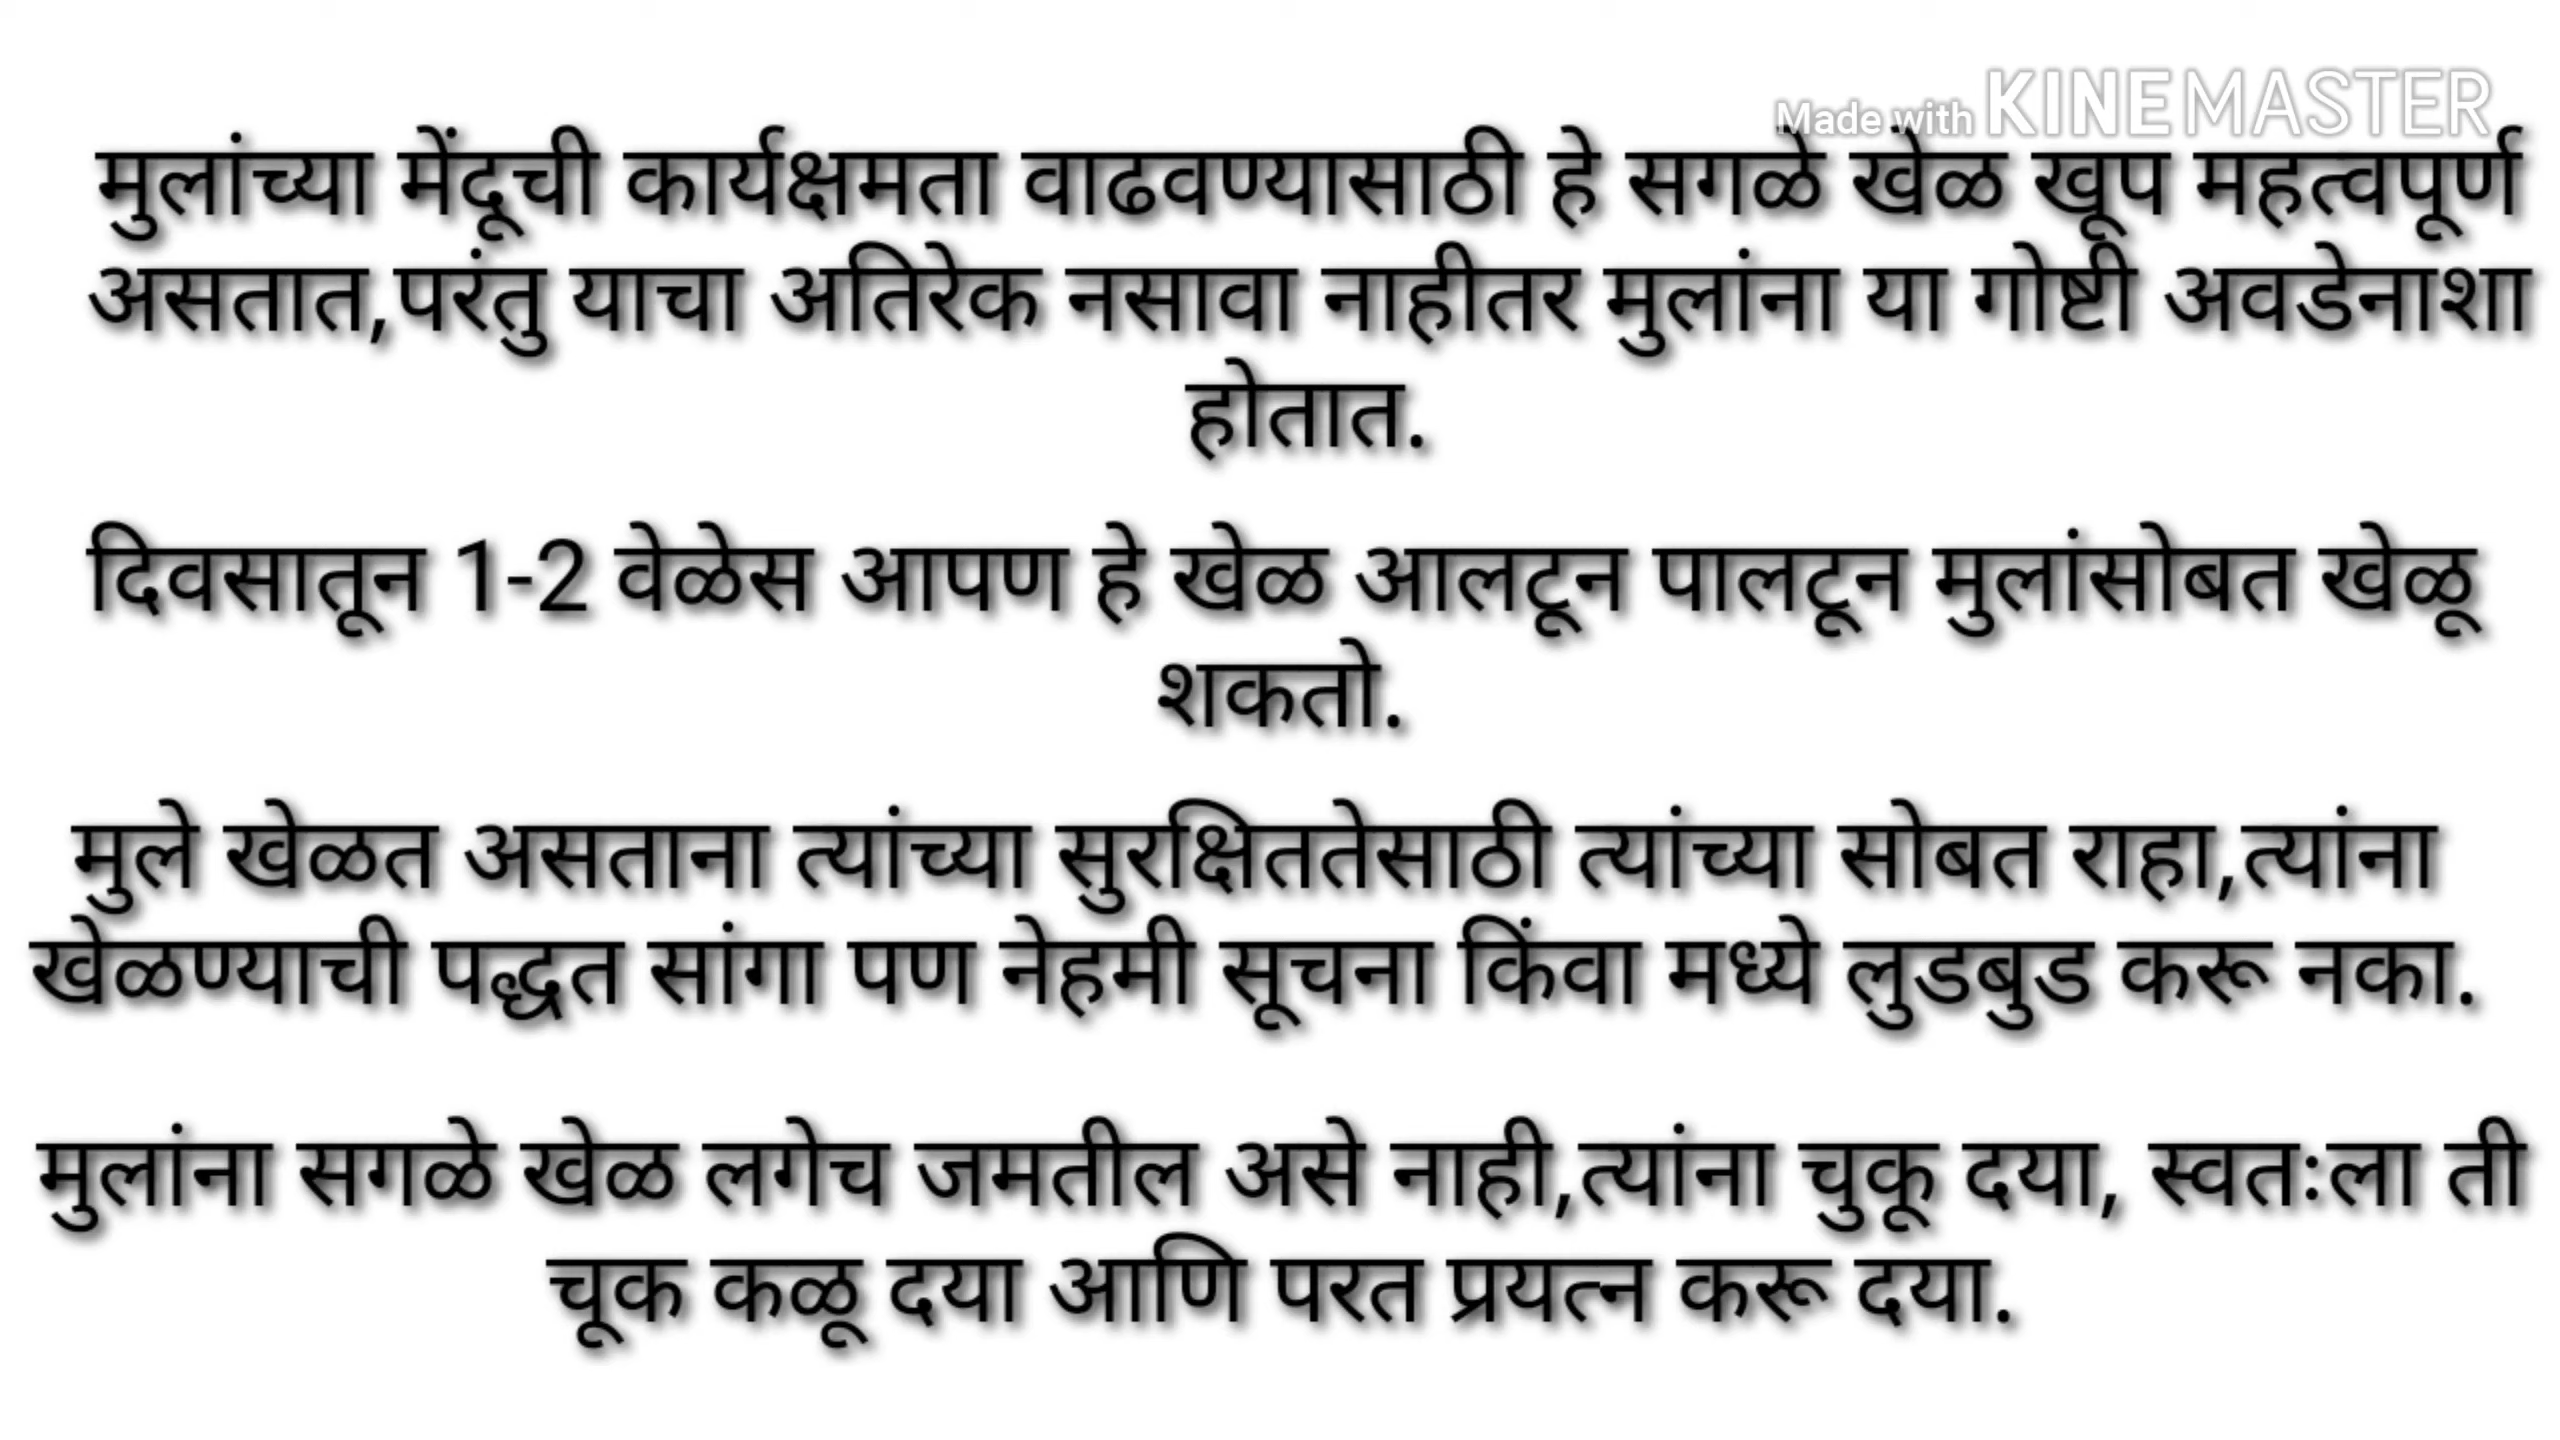 Made with KINEMASTER
मुलांच्या मेंदूची कार्यक्षमता वाढवण्यासाठी हे सगळे खेळ खूप महत्वपूर्ण
असतात,परंतु याचा अतिरेक नसावा नाहीतर मुलांना या गोष्टी अवडेनाशा
होतात.
दिवसातून 1-2 वेळेस आपण हे खेळ आलटून पालटून मुलांसोबत खेळू
शकतो.
मुले खेळत असताना त्यांच्या सुरक्षिततेसाठी त्यांच्या सोबत राहा,त्यांना
खेळण्याची पद्धत सांगा पण नेहमी सूचना किंवा मध्ये लुडबुड करू नका.
मुलांना सगळे खेळ लगेच जमतील असे नाही,त्यांना चुकू दया, स्वतःला ती
चूक कळू दया आणि परत प्रयत्न करू दया.